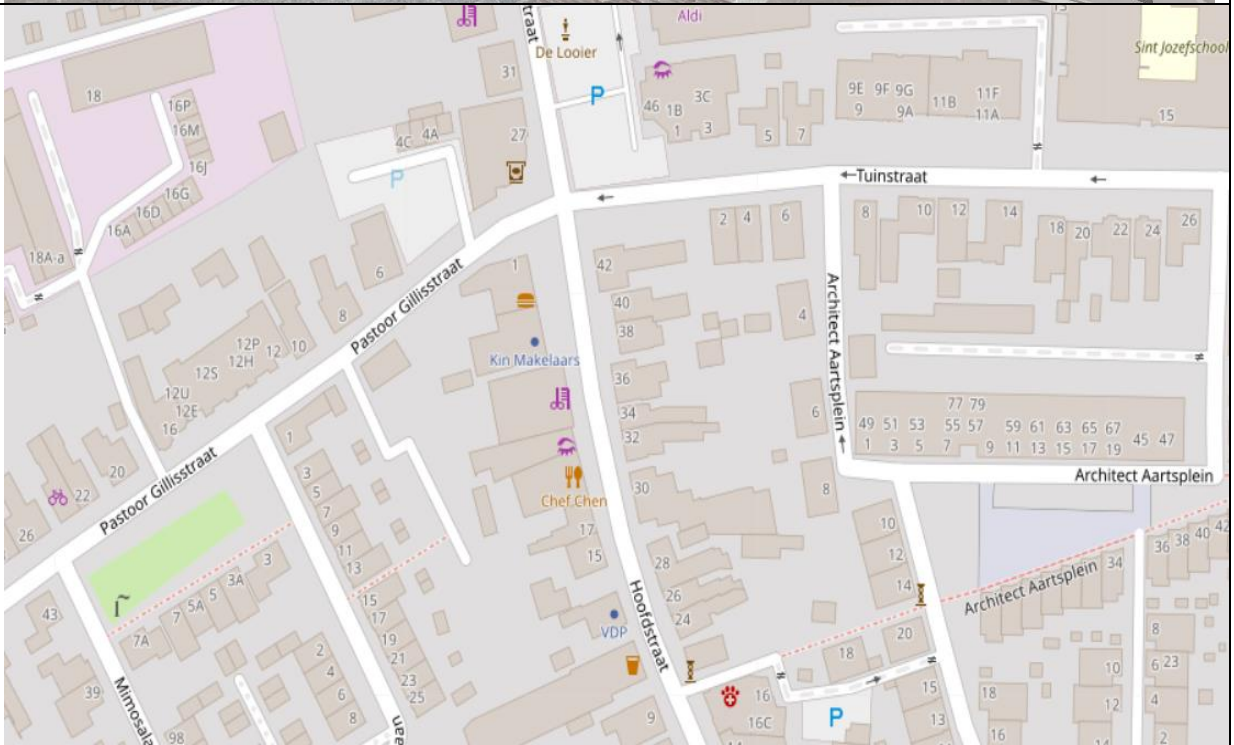 Aldi
De Looier
Sint Jozefschool
straat
31
18
16P
16M
16J
16G
16D
16A
18A-a
4C
4A
27
P
P
46
1B
3C
1
3
5
7
9E
9F
9G
9
9A
11B
11F
11A
15
Tuinstraat
2
4
6
8
10
12
14
18
20
22
24
26
6
8
1
42
40
38
4
Pastoor Gillisstraat
Kin Makelaars
Architect Aartsplein
12P
12H
12
10
12S
12U
12E
16
36
34
32
6
77
79
49
51
53
55
57
59
61
63
65
67
45
47
1
3
5
7
9
11
13
15
17
19
Architect Aartsplein
20
22
26
Pastoor Gillisstraat
1
3
5
7
9
11
13
Chef Chen
17
15
30
8
10
12
14
28
26
24
Hoofdstraat
Architect Aartsplein
34
36
38
40
42
3
3A
5
5A
7
7A
43
39
Mimosala
98
15
17
19
21
23
25
2
4
6
8
aan
VDP
9
16
16C
P
18
20
15
13
18
16
10
12
8
6
23
4
2